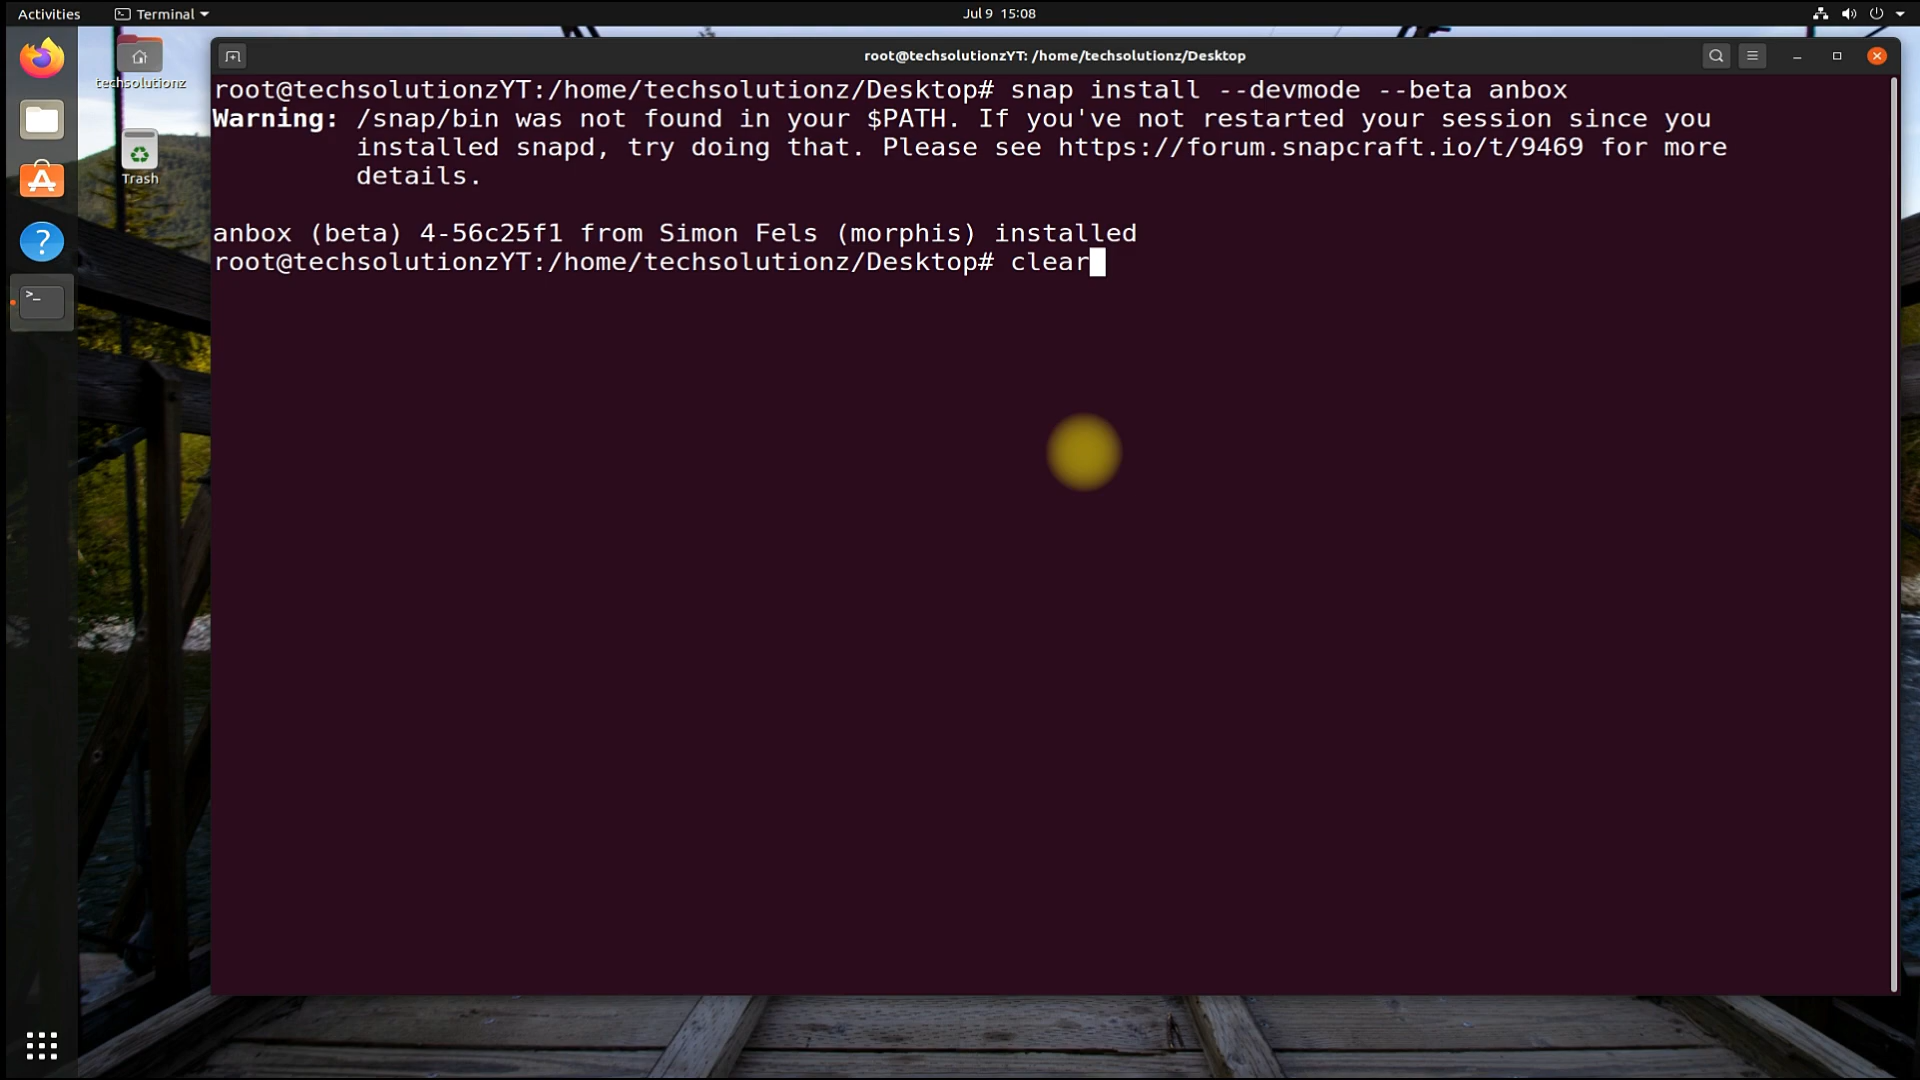 Activities
Terminal
Jul 9 15:08
techsolutionz
Trash
root@techsolutionzYT: /home/techsolutionz/Desktop
root@techsolutionzYT:/home/techsolutionz/Desktop# snap install --devmode --beta anbox
Warning: /snap/bin was not found in your $PATH. If you've not restarted your session since you
installed snapd, try doing that. Please see https://forum.snapcraft.io/t/9469 for more
details.
anbox (beta) 4-56c25f1 from Simon Fels (morphis) installed
root@techsolutionzYT:/home/techsolutionz/Desktop# clear